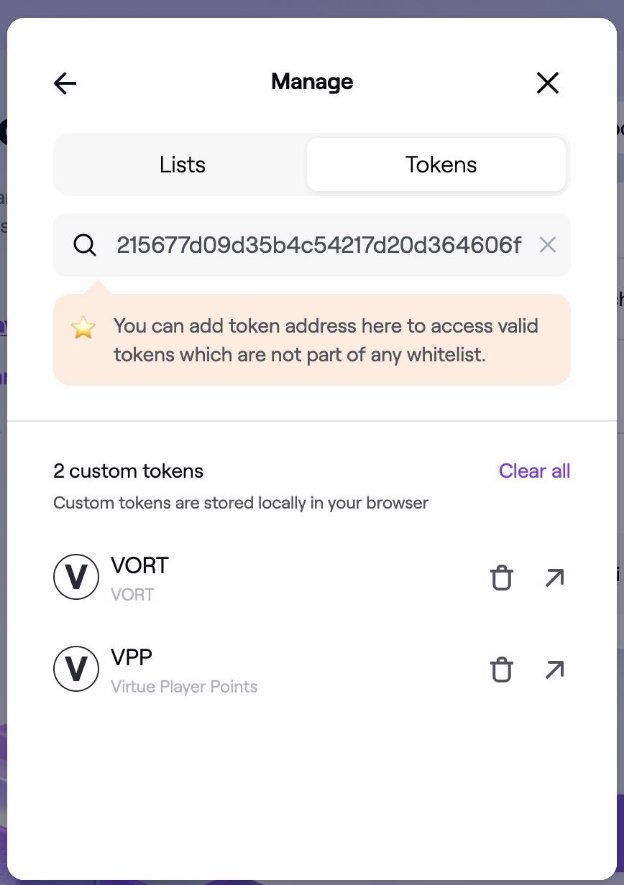 Manage
Lists
Tokens
215677d09d35b4c54217d20d364606f
You can add token address here to access valid
tokens which are not part of any whitelist.
2 custom tokens
Clear all
Custom tokens are stored locally in your browser
V
VORT
VORT
V
VPP
Virtue Player Points